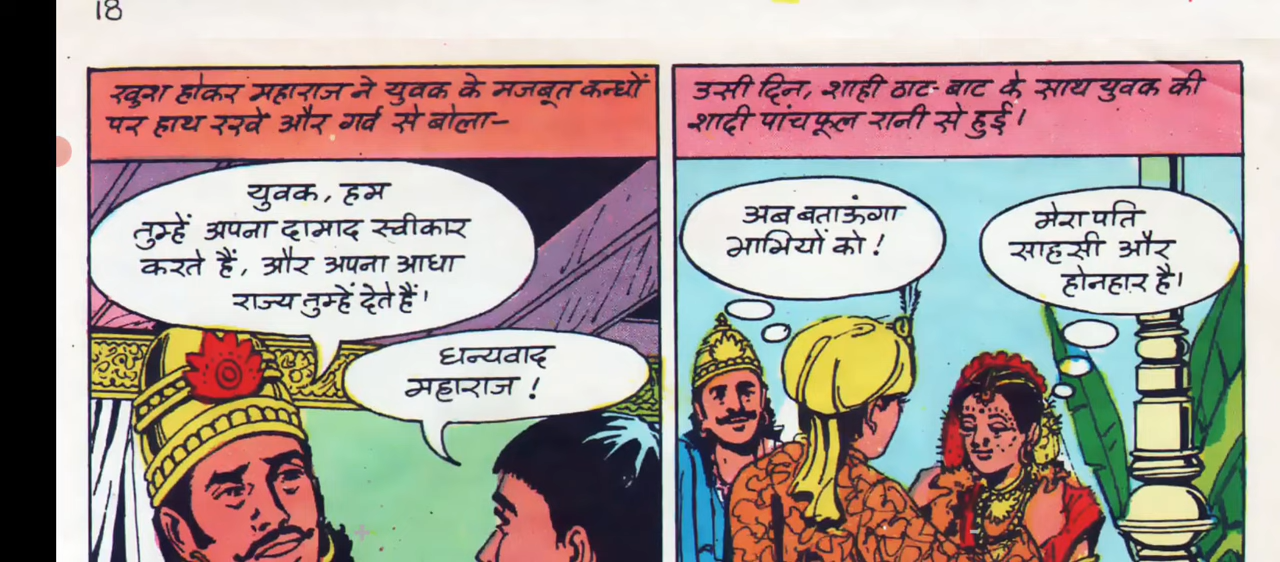 18
खुश होकर महाराज ने युवक के मजबूत कन्धों
पर हाथ रखे और गर्व से बोला—
युवक, हम
तुम्हें अपना दामाद स्वीकार
करते हैं, और अपना आधा
राज्य तुम्हें देते हैं।
धन्यवाद
महाराज !
उसी दिन, शाही ठाट-बाट के साथ युवक की
शादी पांचफूल रानी से हुई।
अब बताऊंगा
भाभियों को !
मेरा पति
साहसी और
होनहार है।